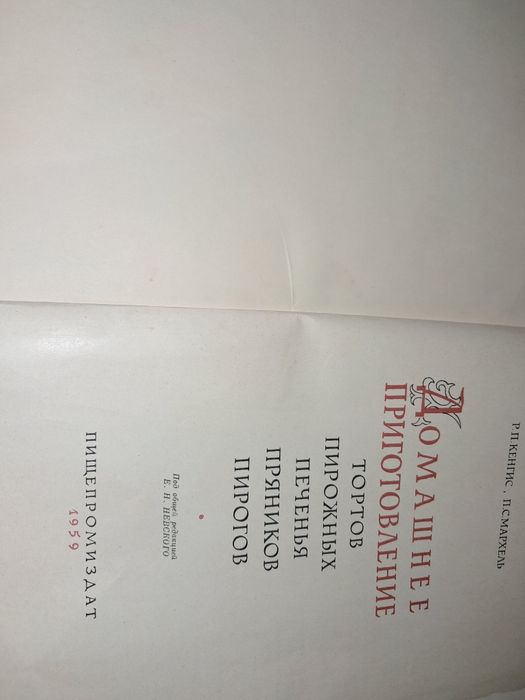 Р.П.КЕНГИС . П.С.МАРХЕЛЬ
ДОМАШНЕЕ
ПРИГОТОВЛЕНИЕ
ТОРТОВ
ПИРОЖНЫХ
ПЕЧЕНЬЯ
ПРЯНИКОВ
ПИРОГОВ
Под общей редакцией
Б. Н. НЕВСКОГО
ПИЩЕПРОМИЗДАТ
1959